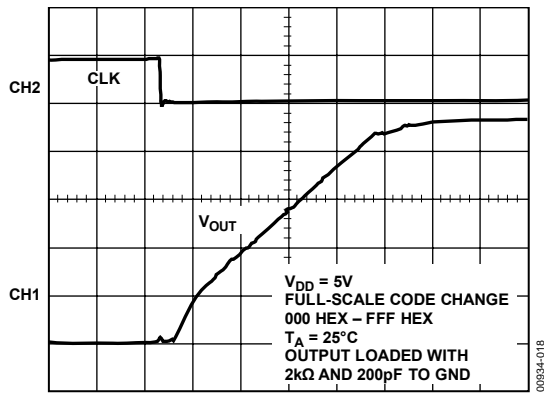 CLK
CH2
V_OUT
CH1
V_DD = 5V
FULL-SCALE CODE CHANGE
000 HEX – FFF HEX
T_A = 25°C
OUTPUT LOADED WITH
2kΩ AND 200pF TO GND
00934-018